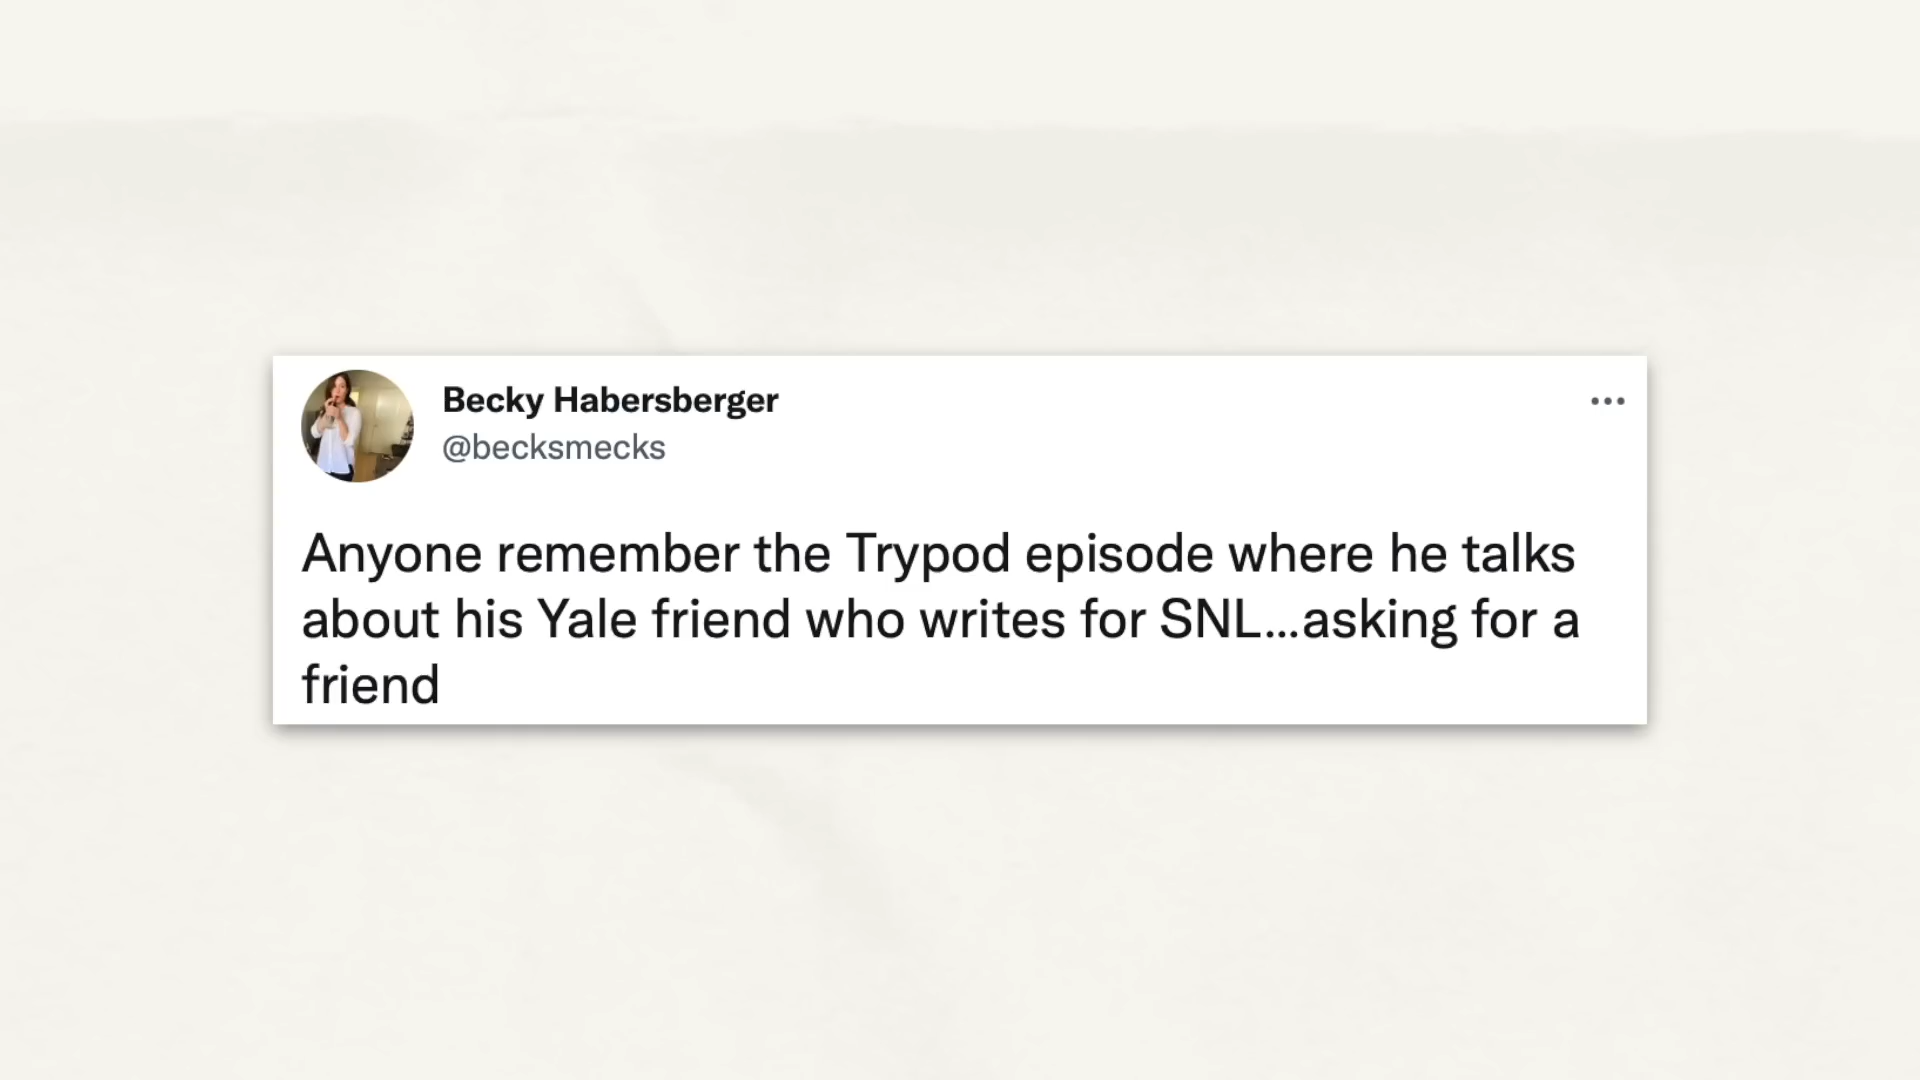 Becky Habersberger
@becksmecks
Anyone remember the Trypod episode where he talks
about his Yale friend who writes for SNL...asking for a
friend